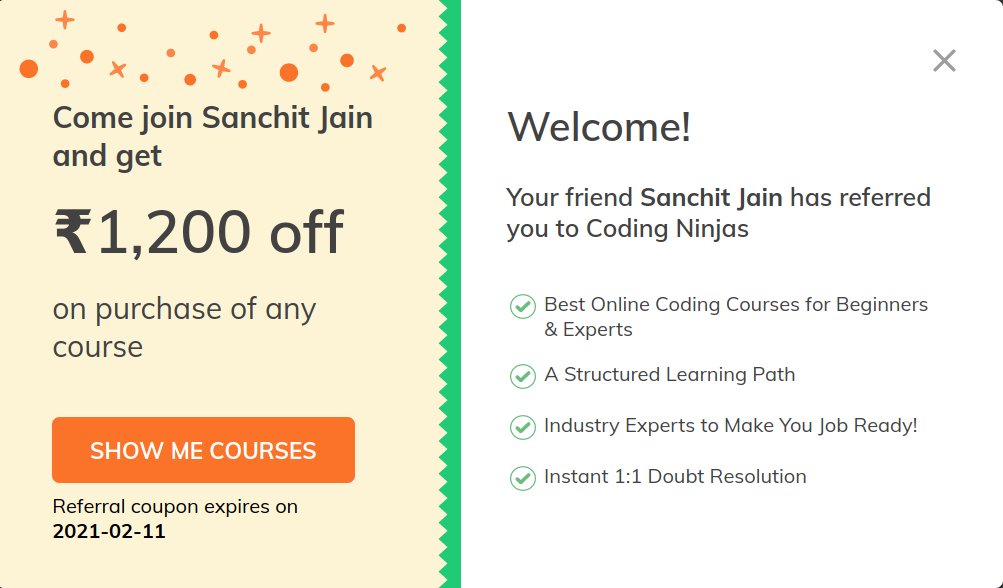 Come join Sanchit Jain
and get
₹1,200 off
on purchase of any
course
SHOW ME COURSES
Referral coupon expires on
2021-02-11
Welcome!
Your friend Sanchit Jain has referred
you to Coding Ninjas
Best Online Coding Courses for Beginners
& Experts
A Structured Learning Path
Industry Experts to Make You Job Ready!
Instant 1:1 Doubt Resolution